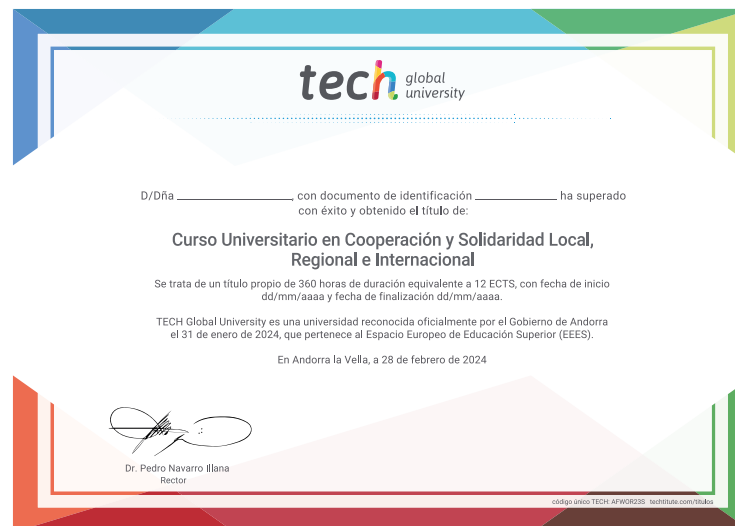 tech global
university
D/Dña ______________, con documento de identificación __________ ha superado
con éxito y obtenido el título de:
Curso Universitario en Cooperación y Solidaridad Local,
Regional e Internacional
Se trata de un título propio de 360 horas de duración equivalente a 12 ECTS, con fecha de inicio
dd/mm/aaaa y fecha de finalización dd/mm/aaaa.
TECH Global University es una universidad reconocida oficialmente por el Gobierno de Andorra
el 31 de enero de 2024, que pertenece al Espacio Europeo de Educación Superior (EEES).
En Andorra la Vella, a 28 de febrero de 2024
Dr. Pedro Navarro Illana
Rector
código único TECH: AFWOR23S techtitute.com/titulos